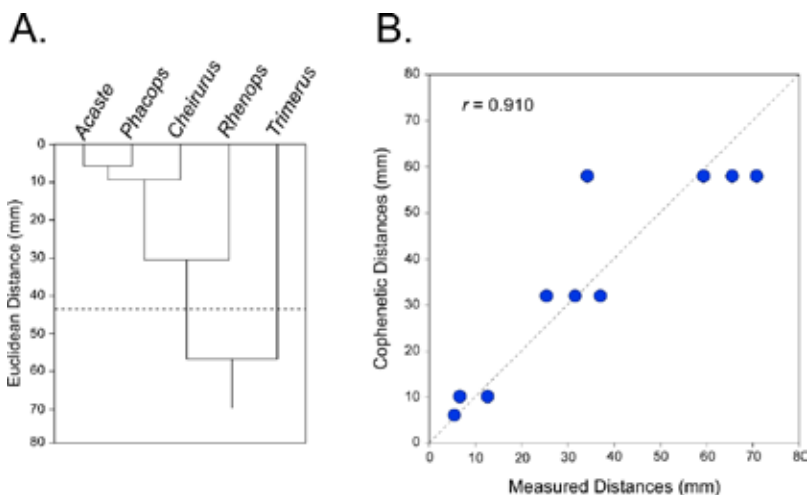 A.
Acaste
Phacops
Cheirurus
Rhenops
Trimerus
Euclidean Distance (mm)
0
10
20
30
40
50
60
70
80
B.
r = 0.910
Cophenetic Distances (mm)
80
70
60
50
40
30
20
10
0
0
10
20
30
40
50
60
70
80
Measured Distances (mm)